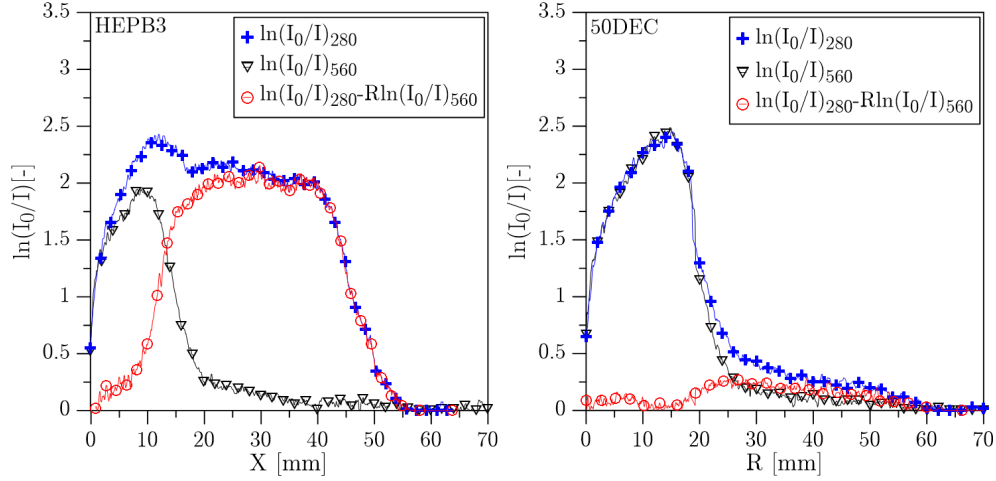 HEPB3
ln(I₀/I)₂₈₀
ln(I₀/I)₅₆₀
ln(I₀/I)₂₈₀-Rln(I₀/I)₅₆₀
3.5
3
2.5
2
1.5
1
0.5
0
ln(I₀/I)[-]
0 10 20 30 40 50 60 70
X [mm]
50DEC
ln(I₀/I)₂₈₀
ln(I₀/I)₅₆₀
ln(I₀/I)₂₈₀-Rln(I₀/I)₅₆₀
3.5
3
2.5
2
1.5
1
0.5
0
ln(I₀/I)[-]
0 10 20 30 40 50 60 70
R [mm]